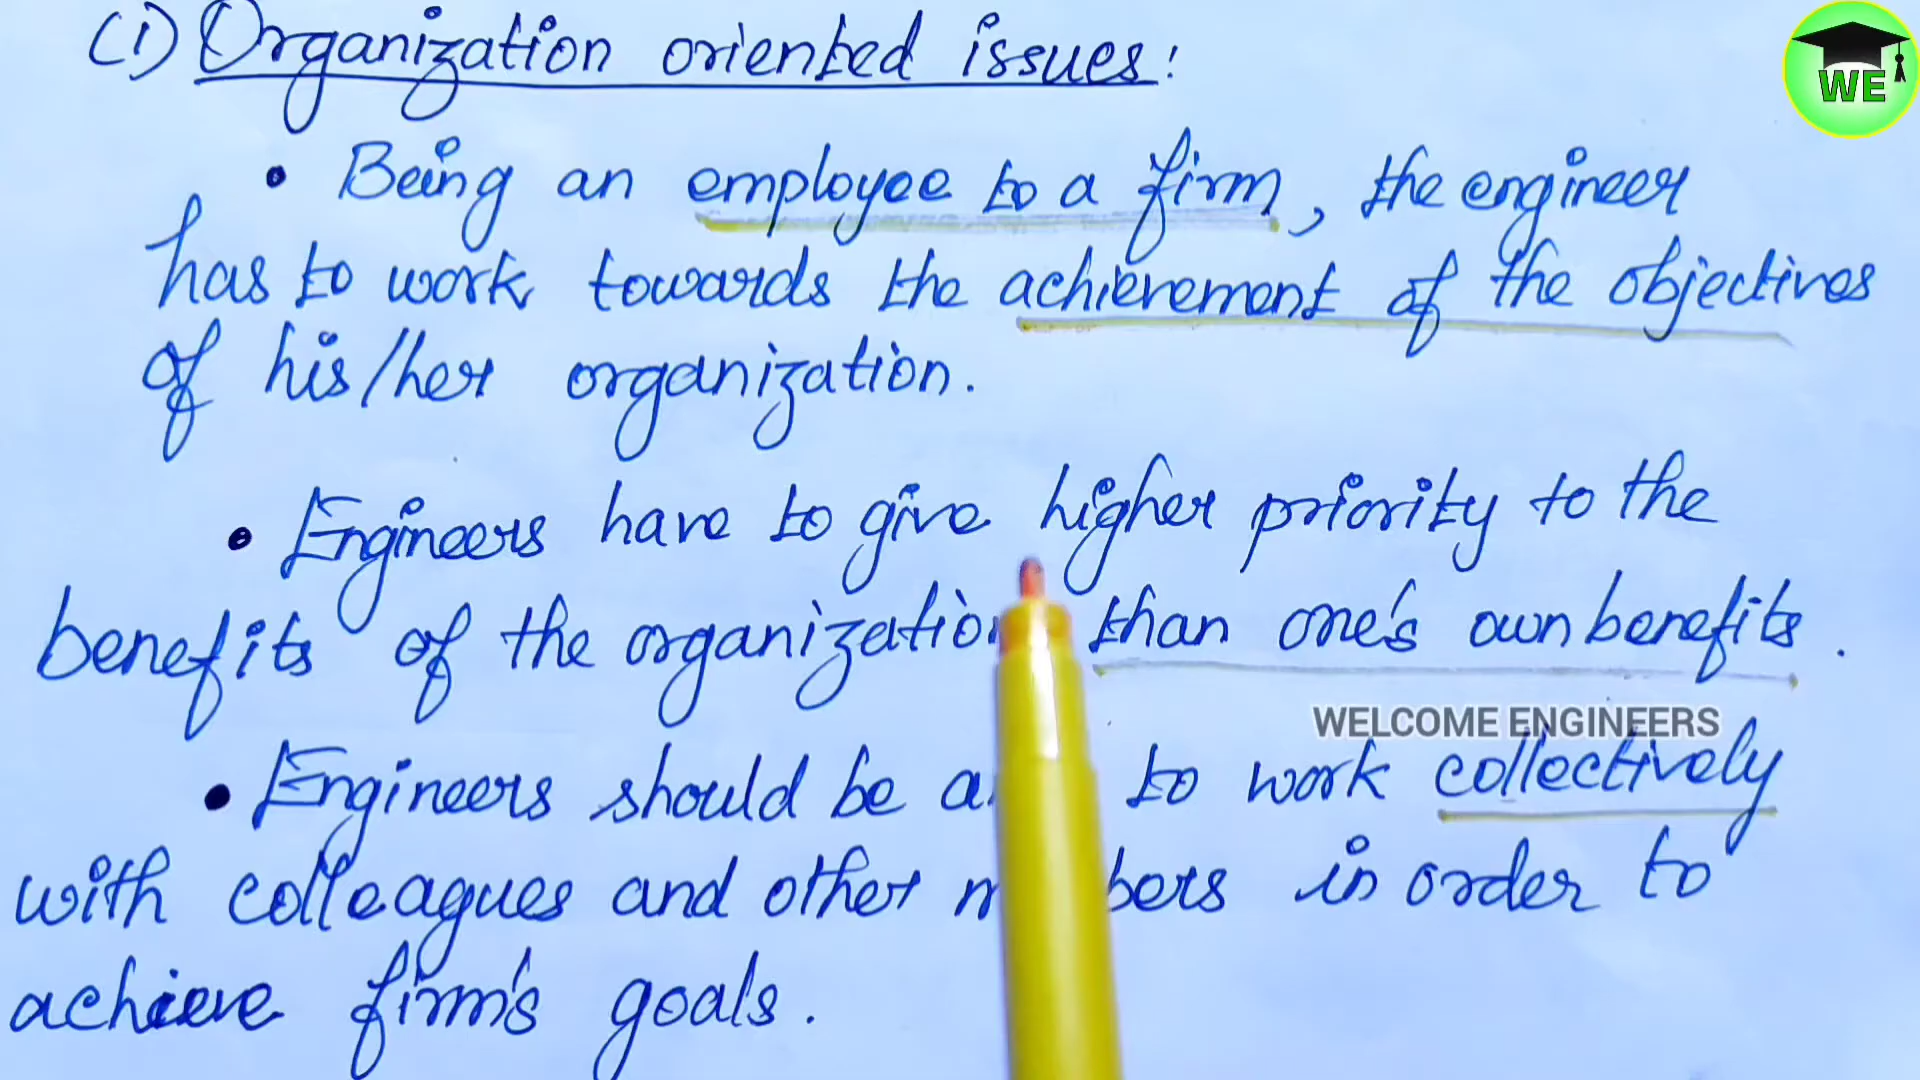 (i) Organization oriented issues:
WE
• Being an employee to a firm, the engineer
has to work towards the achievement of the objectives
of his/her organization.
• Engineers have to give higher priority to the
benefits of the organization than one's own benefits.
WELCOME ENGINEERS
• Engineers should be to work collectively
with colleagues and other in order to
achieve firm's goals.